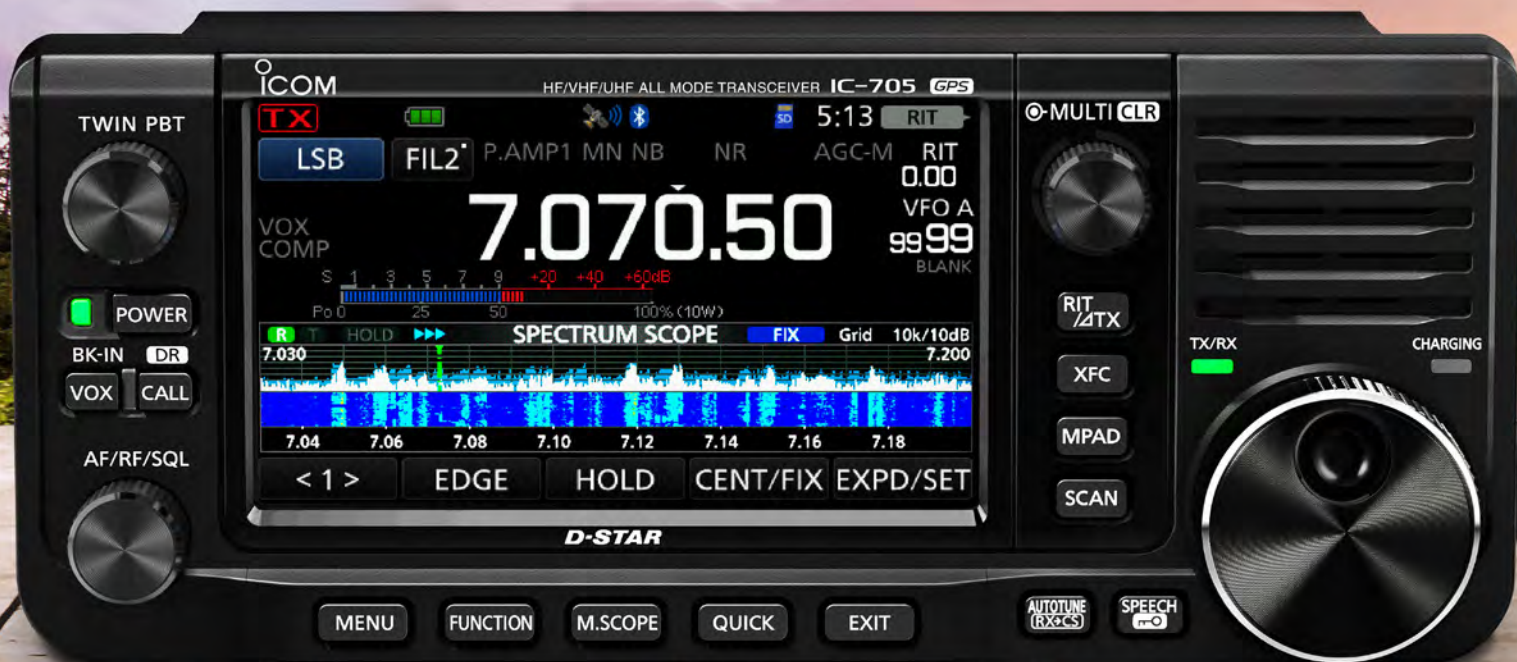 ICOM
HF/VHF/UHF ALL MODE TRANSCEIVER IC-705 GPS
TWIN PBT
TX
SD
5:13 RIT
MULTI CLR
LSB FIL2 P.AMP1 MN NB NR AGC-M RIT
0.00
VOX
COMP
7.070.50
VFO A
99 99
BLANK
S 1 3 5 7 9 +20 +40 +60dB
Po 0 25 50 100% (10W)
POWER
BK-IN DR
VOX CALL
AF/RF/SQL
R T HOLD SPECTRUM SCOPE FIX Grid 10k/10dB
7.030 7.200
7.04 7.06 7.08 7.10 7.12 7.14 7.16 7.18
< 1 > EDGE HOLD CENT/FIX EXPD/SET
D-STAR
RIT
/⊿TX
XFC
MPAD
SCAN
TX/RX CHARGING
MENU FUNCTION M.SCOPE QUICK EXIT
AUTOTUNE
RX→CS
SPEECH